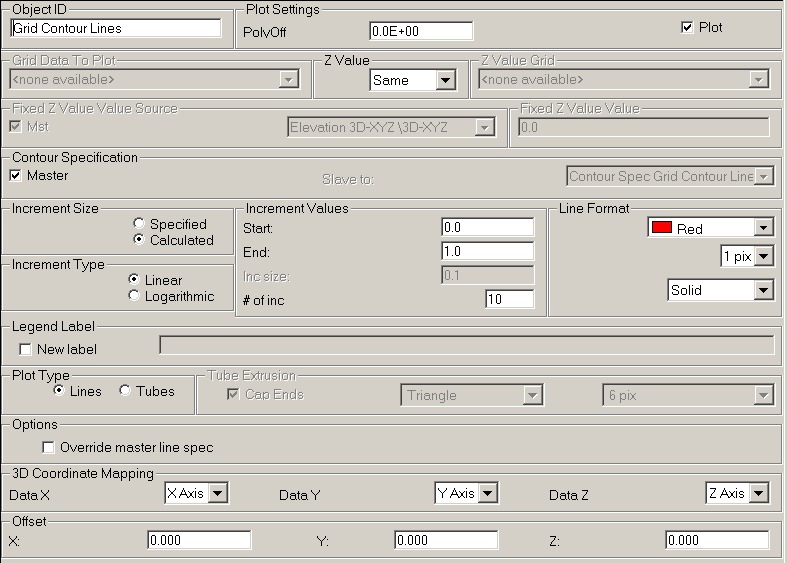 Object ID
Grid Contour Lines
Plot Settings
PolyOff 0.0E+00
Plot
Grid Data To Plot
<none available>
Z Value
Same
Z Value Grid
<none available>
Fixed Z Value Value Source
Mst
Elevation 3D-XYZ \3D-XYZ
Fixed Z Value Value
0.0
Contour Specification
Master
Slave to:
Contour Spec Grid Contour Line
Increment Size
Specified
Calculated
Increment Type
Linear
Logarithmic
Increment Values
Start: 0.0
End: 1.0
Inc size: 0.1
# of inc 10
Line Format
Red
1 pix
Solid
Legend Label
New label
Plot Type
Lines
Tubes
Tube Extrusion
Cap Ends
Triangle
6 pix
Options
Override master line spec
3D Coordinate Mapping
Data X X Axis
Data Y Y Axis
Data Z Z Axis
Offset
X: 0.000
Y: 0.000
Z: 0.000